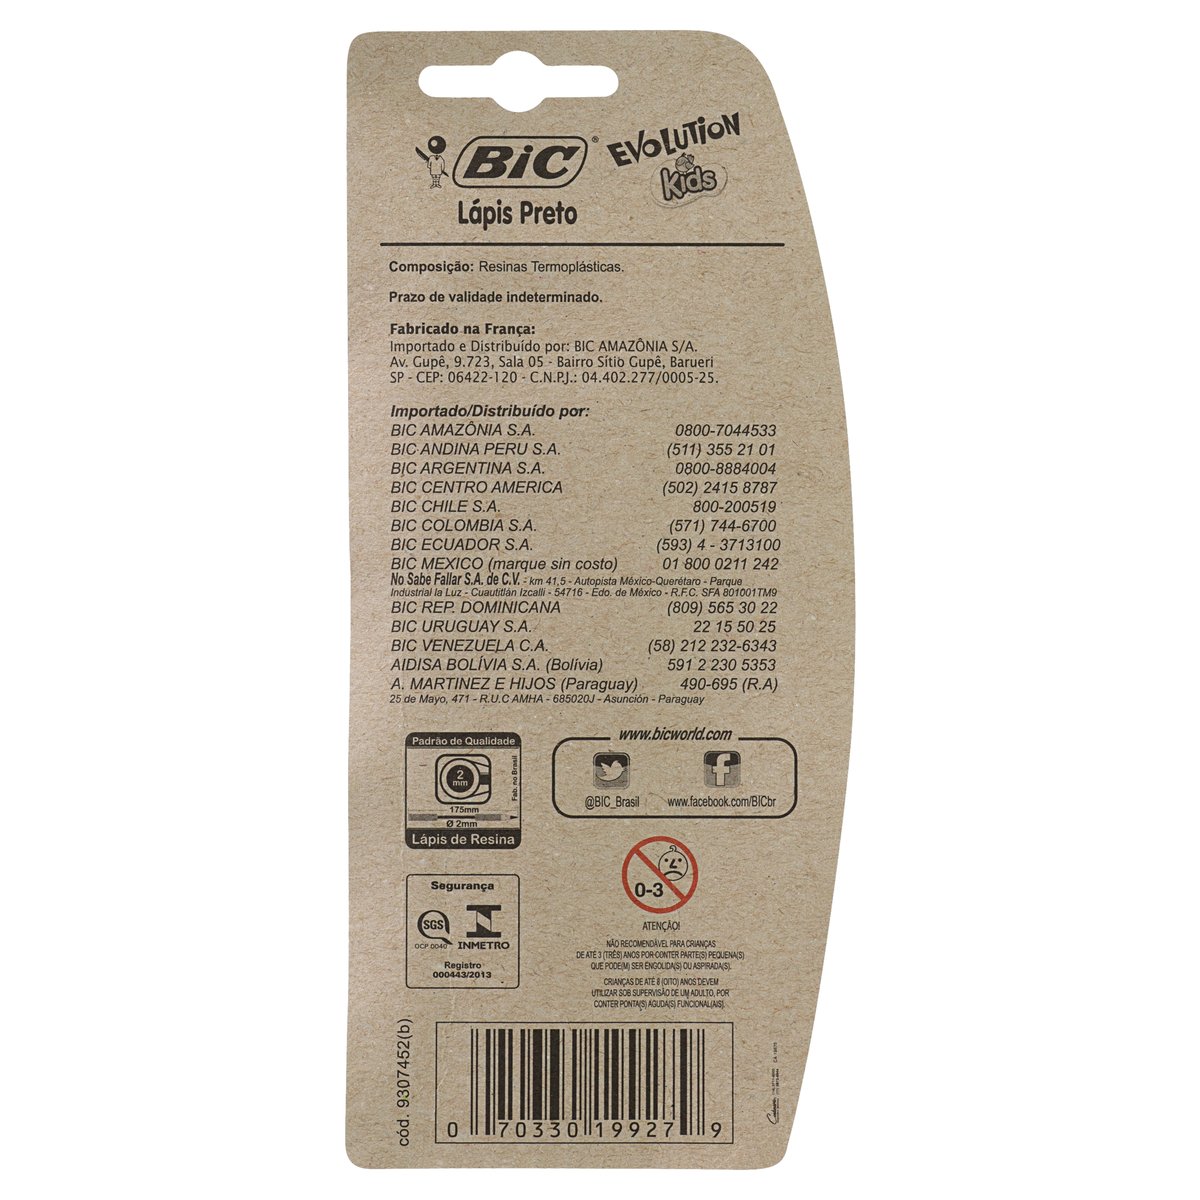 BIC® EVOLUTION
Kids
Lápis Preto
Composição: Resinas Termoplásticas.
Prazo de validade indeterminado.
Fabricado na França:
Importado e Distribuído por: BIC AMAZÔNIA S/A.
Av. Gupê, 9.723, Sala 05 - Bairro Sítio Gupê, Barueri
SP - CEP: 06422-120 - C.N.P.J.: 04.402.277/0005-25.
Importado/Distribuído por:
BIC AMAZÔNIA S.A. 0800-7044533
BIC ANDINA PERU S.A. (511) 355 21 01
BIC ARGENTINA S.A. 0800-8884004
BIC CENTRO AMERICA (502) 2415 8787
BIC CHILE S.A. 800-200519
BIC COLOMBIA S.A. (571) 744-6700
BIC ECUADOR S.A. (593) 4 - 3713100
BIC MEXICO (marque sin costo) 01 800 0211 242
No Sabe Fallar S.A. de C.V. - km 41,5 - Autopista México-Querétaro - Parque
Industrial la Luz - Cuautitlán Izcalli - 54716 - Edo. de México - R.F.C. SFA 801001TM9
BIC REP. DOMINICANA (809) 565 30 22
BIC URUGUAY S.A. 22 15 50 25
BIC VENEZUELA C.A. (58) 212 232-6343
AIDISA BOLÍVIA S.A. (Bolívia) 591 2 230 5353
A. MARTINEZ E HIJOS (Paraguay) 490-695 (R.A)
25 de Mayo, 471 - R.U.C AMHA - 685020J - Asunción - Paraguay
Padrão de Qualidade
2
mm
Fab. no Brasil
175mm
Ø 2mm
Lápis de Resina
www.bicworld.com
@BIC_Brasil www.facebook.com/BICbr
Segurança
SGS
OCP 0040 INMETRO
Registro
000443/2013
0-3
ATENÇÃO!
NÃO RECOMENDÁVEL PARA CRIANÇAS
DE ATÉ 3 (TRÊS) ANOS POR CONTER PARTE(S) PEQUENA(S)
QUE PODE(M) SER ENGOLIDA(S) OU ASPIRADA(S).
CRIANÇAS DE ATÉ 8 (OITO) ANOS DEVEM
UTILIZAR SOB SUPERVISÃO DE UM ADULTO, POR
CONTER PONTA(S) AGUDA(S) FUNCIONAL(AIS).
cód. 9307452(b)
0 70330 19927 9